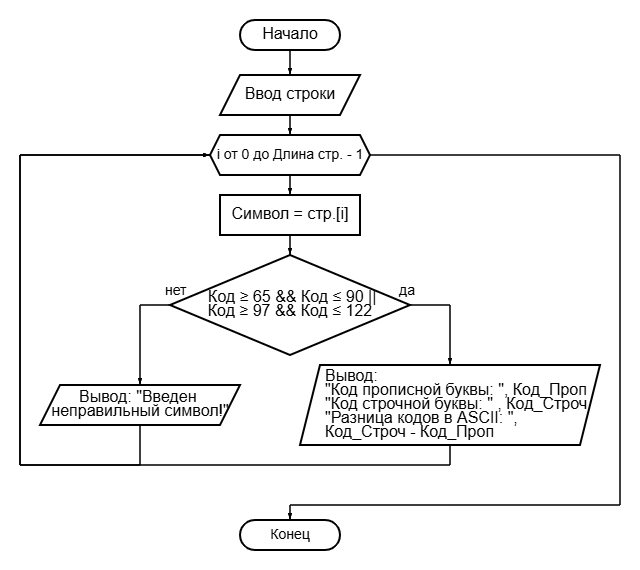 Начало
Ввод строки
i от 0 до Длина стр. - 1
Символ = стр.[i]
нет
Код ≥ 65 && Код ≤ 90 ||
Код ≥ 97 && Код ≤ 122
да
Вывод: "Введен
неправильный символ!"
Вывод:
"Код прописной буквы: ", Код_Проп
"Код строчной буквы: " , Код_Строч
"Разница кодов в ASCII: ",
Код_Строч - Код_Проп
Конец